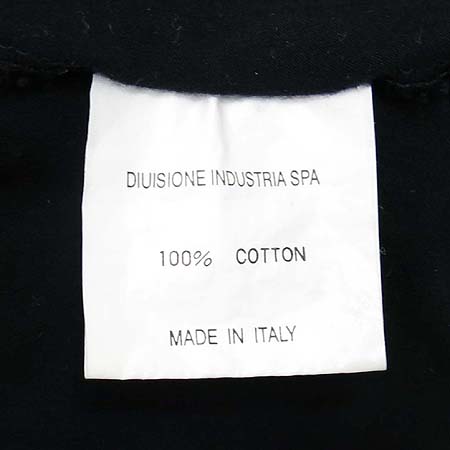 DIUISIONE INDUSTRIA SPA
100% COTTON
MADE IN ITALY